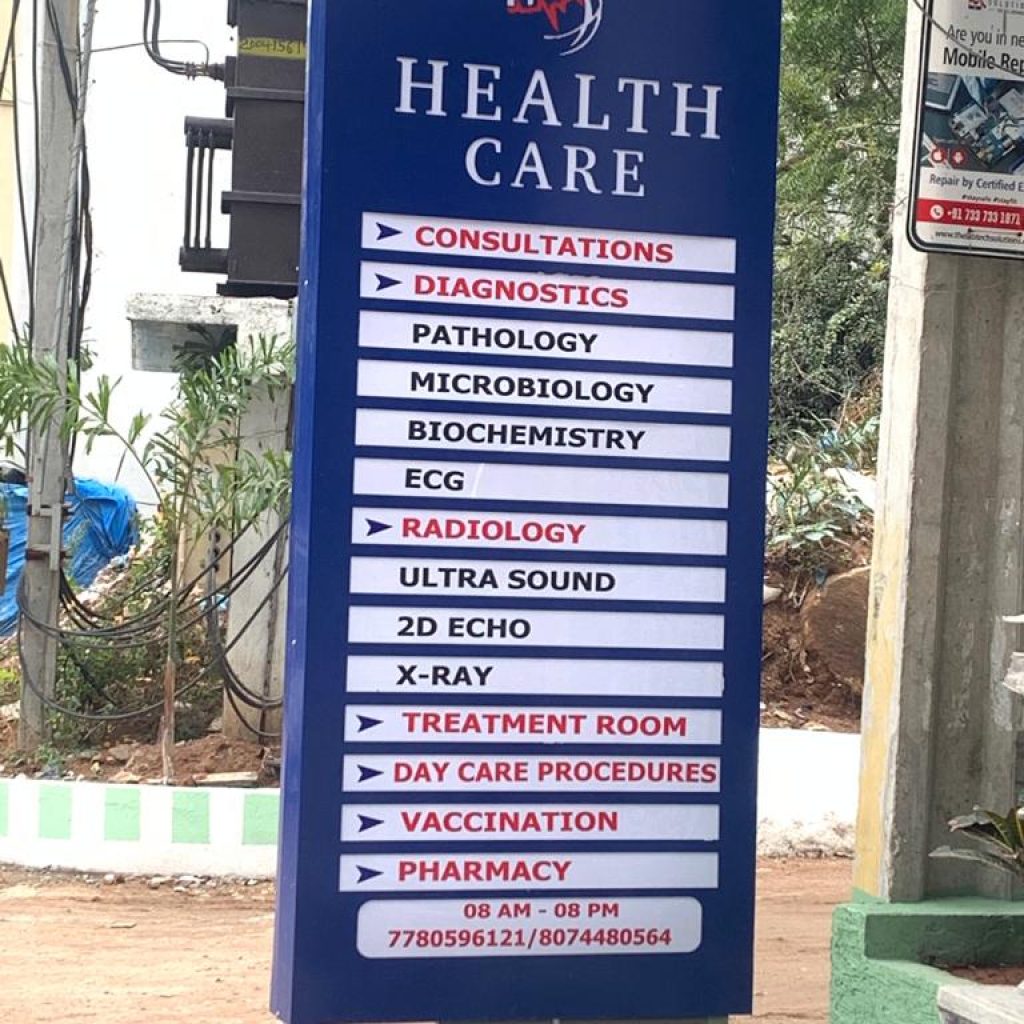 HEALTH
CARE
➤ CONSULTATIONS
➤ DIAGNOSTICS
PATHOLOGY
MICROBIOLOGY
BIOCHEMISTRY
ECG
➤ RADIOLOGY
ULTRA SOUND
2D ECHO
X-RAY
➤ TREATMENT ROOM
➤ DAY CARE PROCEDURES
➤ VACCINATION
➤ PHARMACY
08 AM - 08 PM
7780596121/8074480564
Are you in
Mobile
Repair by Certified
+91 733 733 1871